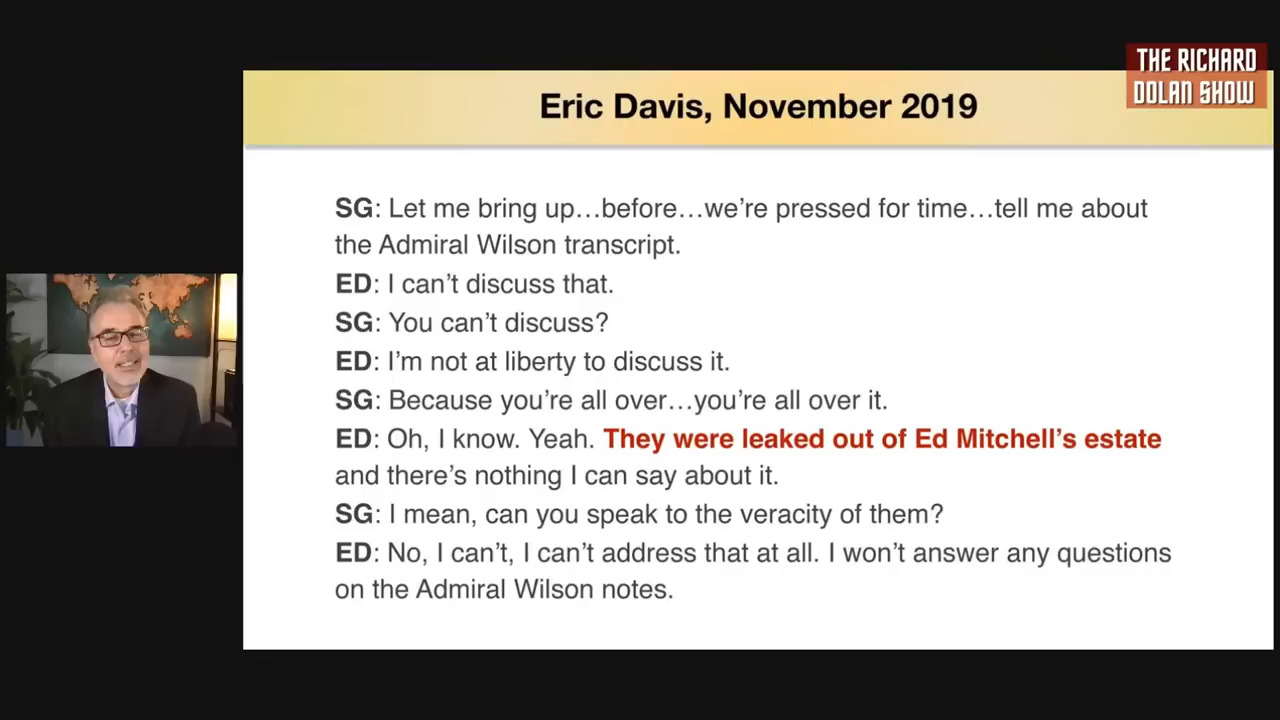 THE RICHARD
DOLAN SHOW
Eric Davis, November 2019
SG: Let me bring up…before…we’re pressed for time…tell me about
the Admiral Wilson transcript.
ED: I can’t discuss that.
SG: You can’t discuss?
ED: I’m not at liberty to discuss it.
SG: Because you’re all over…you’re all over it.
ED: Oh, I know. Yeah. They were leaked out of Ed Mitchell’s estate
and there’s nothing I can say about it.
SG: I mean, can you speak to the veracity of them?
ED: No, I can’t, I can’t address that at all. I won’t answer any questions
on the Admiral Wilson notes.